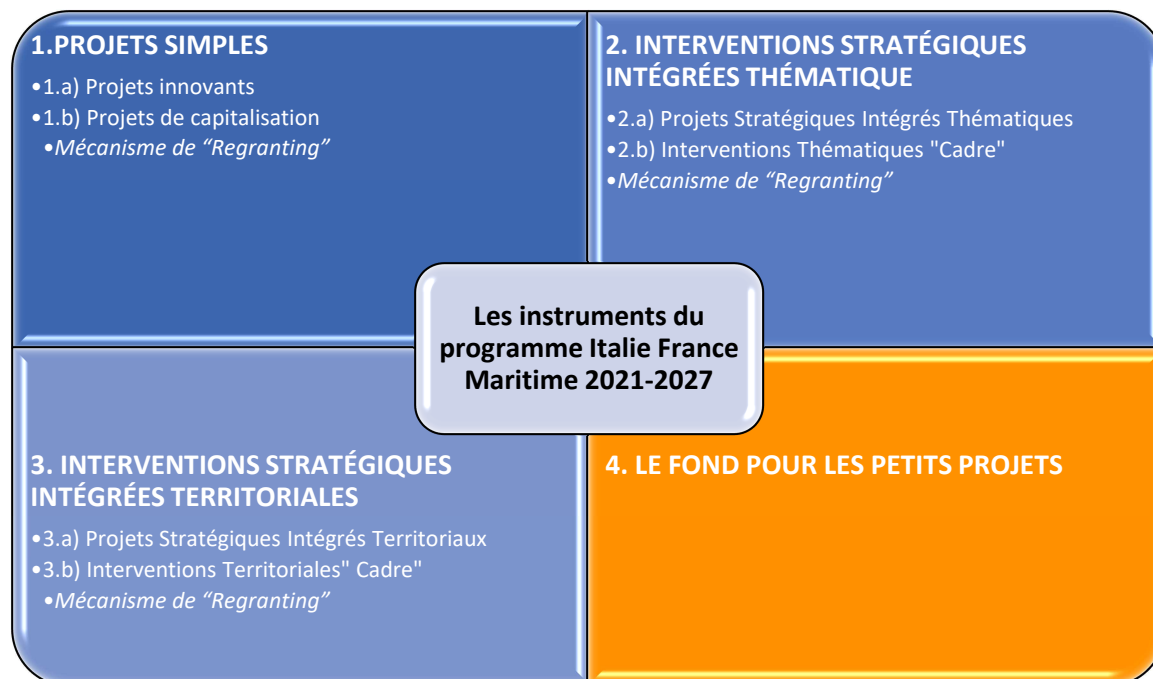 1.PROJETS SIMPLES
•1.a) Projets innovants
•1.b) Projets de capitalisation
•Mécanisme de “Regranting”
2. INTERVENTIONS STRATÉGIQUES
INTÉGRÉES THÉMATIQUE
•2.a) Projets Stratégiques Intégrés Thématiques
•2.b) Interventions Thématiques "Cadre"
•Mécanisme de “Regranting”
Les instruments du
programme Italie France
Maritime 2021-2027
3. INTERVENTIONS STRATÉGIQUES
INTÉGRÉES TERRITORIALES
•3.a) Projets Stratégiques Intégrés Territoriaux
•3.b) Interventions Territoriales" Cadre"
•Mécanisme de “Regranting”
4. LE FOND POUR LES PETITS PROJETS